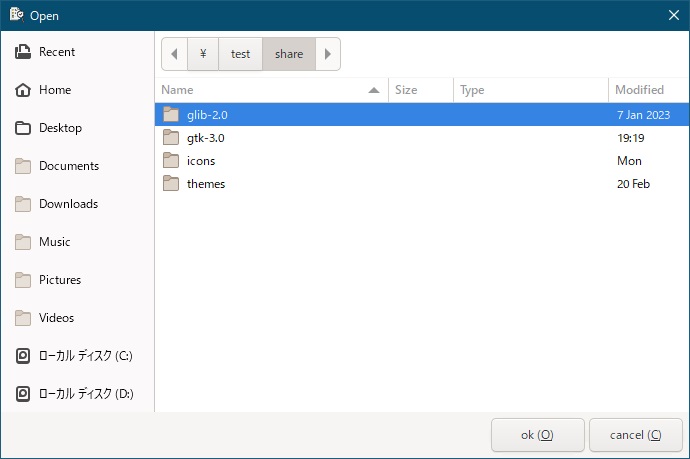 Open
Recent
Home
Desktop
Documents
Downloads
Music
Pictures
Videos
ローカル ディスク (C:)
ローカル ディスク (D:)
¥ test share
Name Size Type Modified
glib-2.0 7 Jan 2023
gtk-3.0 19:19
icons Mon
themes 20 Feb
ok (O) cancel (C)